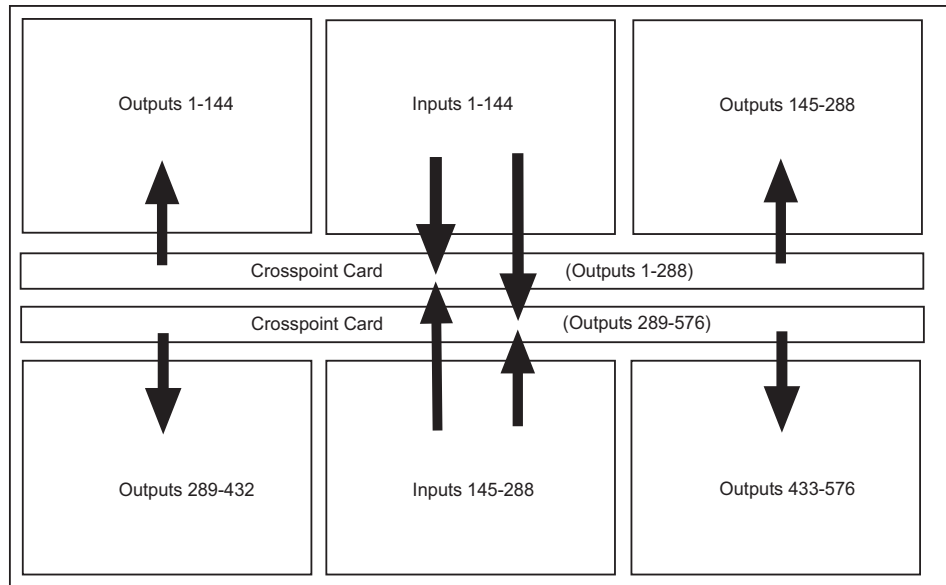 Outputs 1-144
Inputs 1-144
Outputs 145-288
Crosspoint Card (Outputs 1-288)
Crosspoint Card (Outputs 289-576)
Outputs 289-432
Inputs 145-288
Outputs 433-576